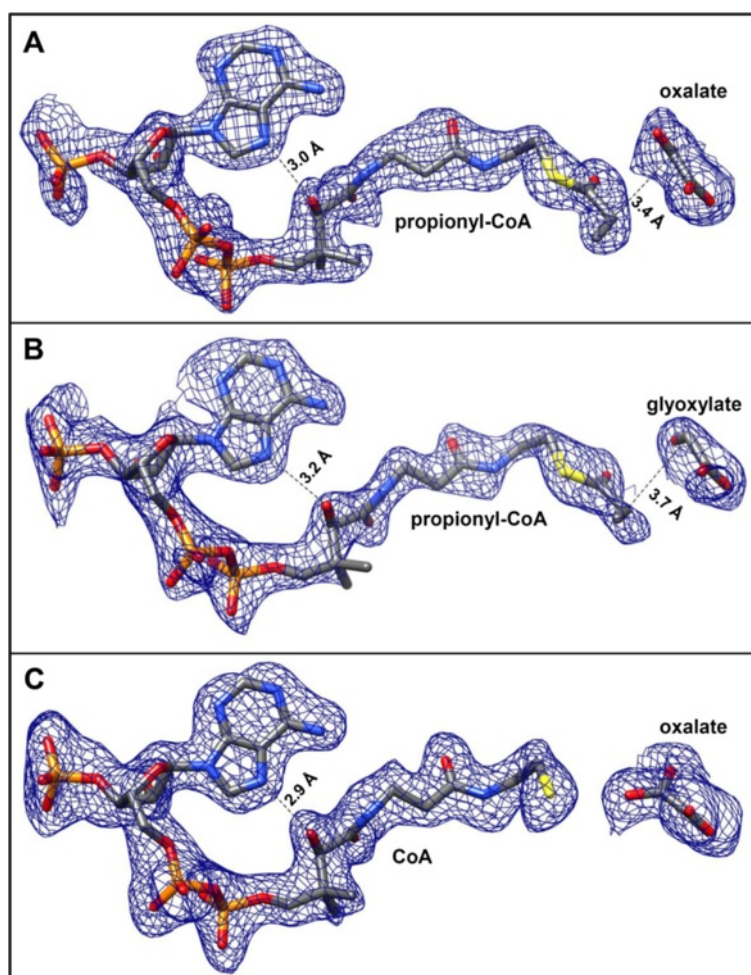 A
oxalate
3.0 Å
propionyl-CoA
3.4 Å
B
glyoxylate
3.2 Å
propionyl-CoA
3.7 Å
C
oxalate
2.9 Å
CoA